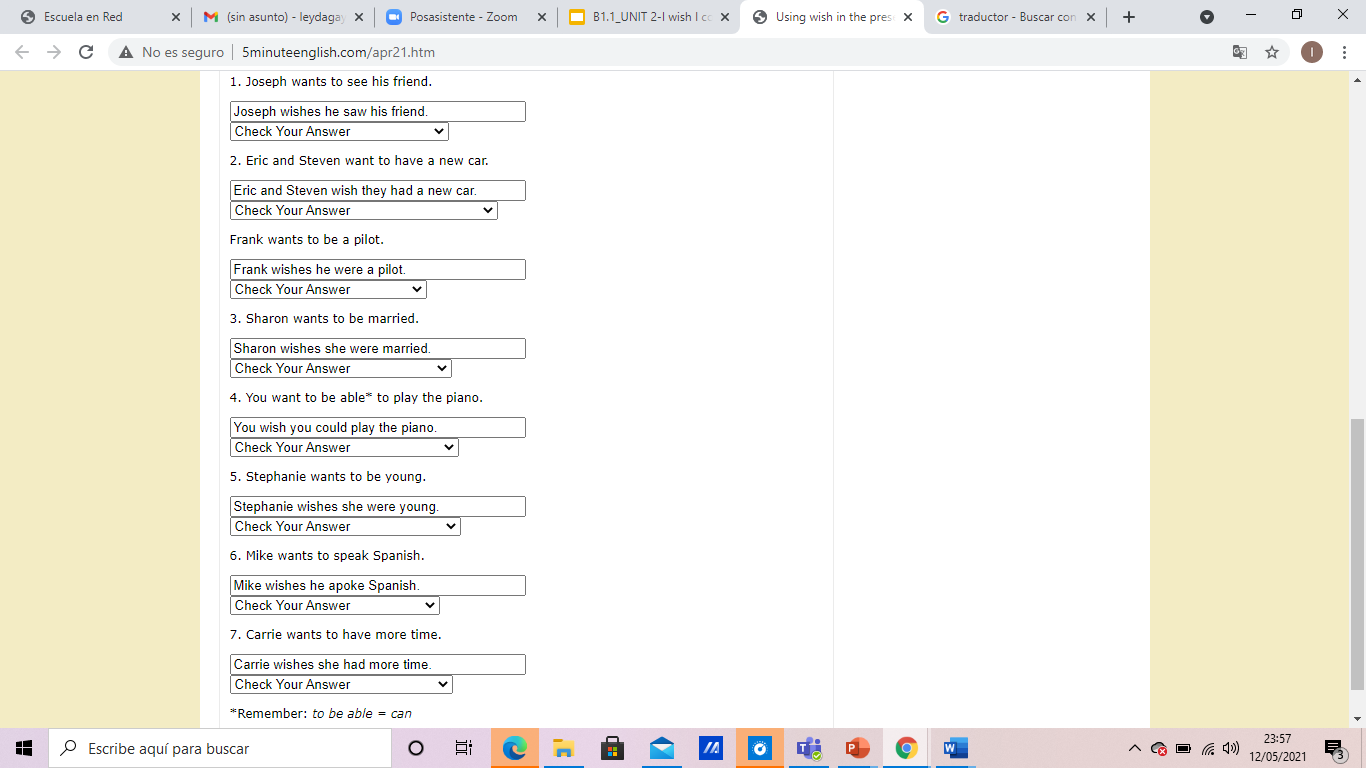 Escuela en Red
(sin asunto) - leydagay
Posasistente - Zoom
B1.1_UNIT 2-I wish I co
Using wish in the pres
traductor - Buscar con
No es seguro
5minuteenglish.com/apr21.htm
I
1. Joseph wants to see his friend.
Joseph wishes he saw his friend.
Check Your Answer
2. Eric and Steven want to have a new car.
Eric and Steven wish they had a new car.
Check Your Answer
Frank wants to be a pilot.
Frank wishes he were a pilot.
Check Your Answer
3. Sharon wants to be married.
Sharon wishes she were married.
Check Your Answer
4. You want to be able* to play the piano.
You wish you could play the piano.
Check Your Answer
5. Stephanie wants to be young.
Stephanie wishes she were young.
Check Your Answer
6. Mike wants to speak Spanish.
Mike wishes he apoke Spanish.
Check Your Answer
7. Carrie wants to have more time.
Carrie wishes she had more time.
Check Your Answer
*Remember: to be able = can
Escribe aquí para buscar
23:57
12/05/2021
3